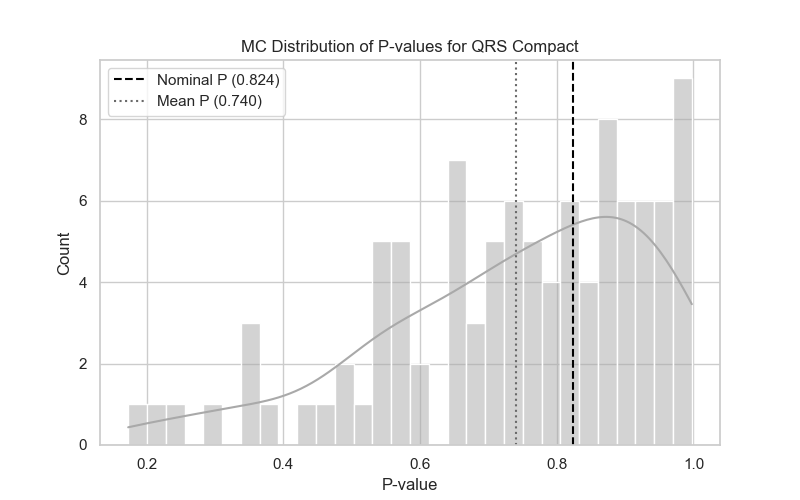 MC Distribution of P-values for QRS Compact
Nominal P (0.824)
Mean P (0.740)
Count
8
6
4
2
0
0.2 0.4 0.6 0.8 1.0
P-value